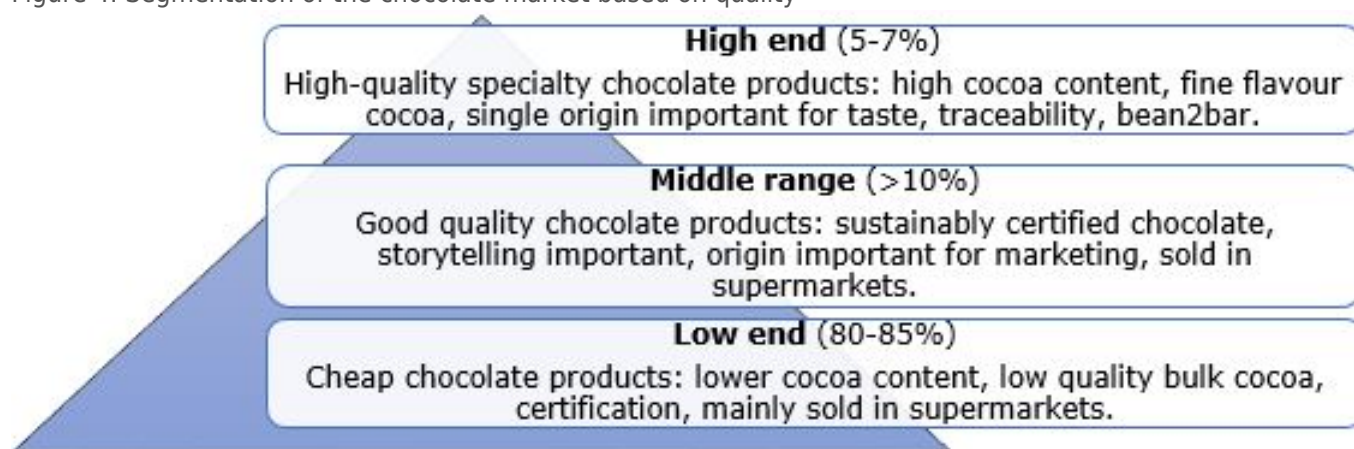 Segmentation of the chocolate market based on quality
High end (5-7%)
High-quality specialty chocolate products: high cocoa content, fine flavour
cocoa, single origin important for taste, traceability, bean2bar.
Middle range (>10%)
Good quality chocolate products: sustainably certified chocolate,
storytelling important, origin important for marketing, sold in
supermarkets.
Low end (80-85%)
Cheap chocolate products: lower cocoa content, low quality bulk cocoa,
certification, mainly sold in supermarkets.